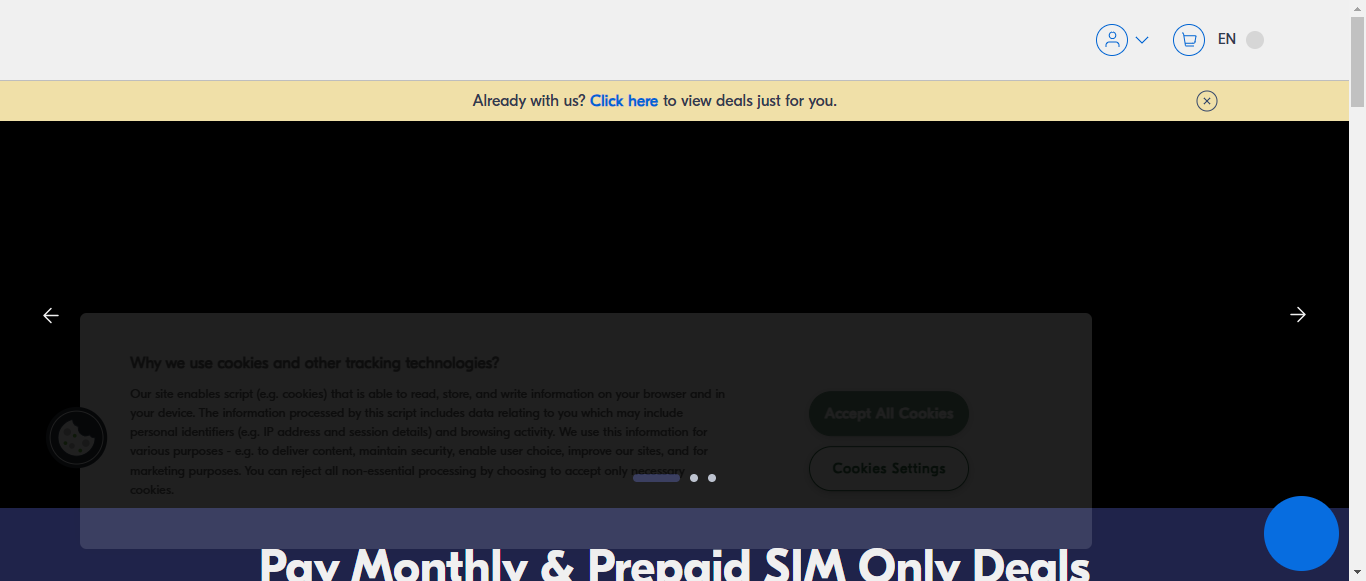 EN
Already with us? Click here to view deals just for you.
Why we use cookies and other tracking technologies?
Our site enables script (e.g. cookies) that is able to read, store, and write information on your browser and in
your device. The information processed by this script includes data relating to you which may include
personal identifiers (e.g. IP address and session details) and browsing activity. We use this information for
various purposes - e.g. to deliver content, maintain security, enable user choice, improve our sites, and for
marketing purposes. You can reject all non-essential processing by choosing to accept only necessary
cookies.
Accept All Cookies
Cookies Settings
Pay Monthly & Prepaid SIM Only Deals